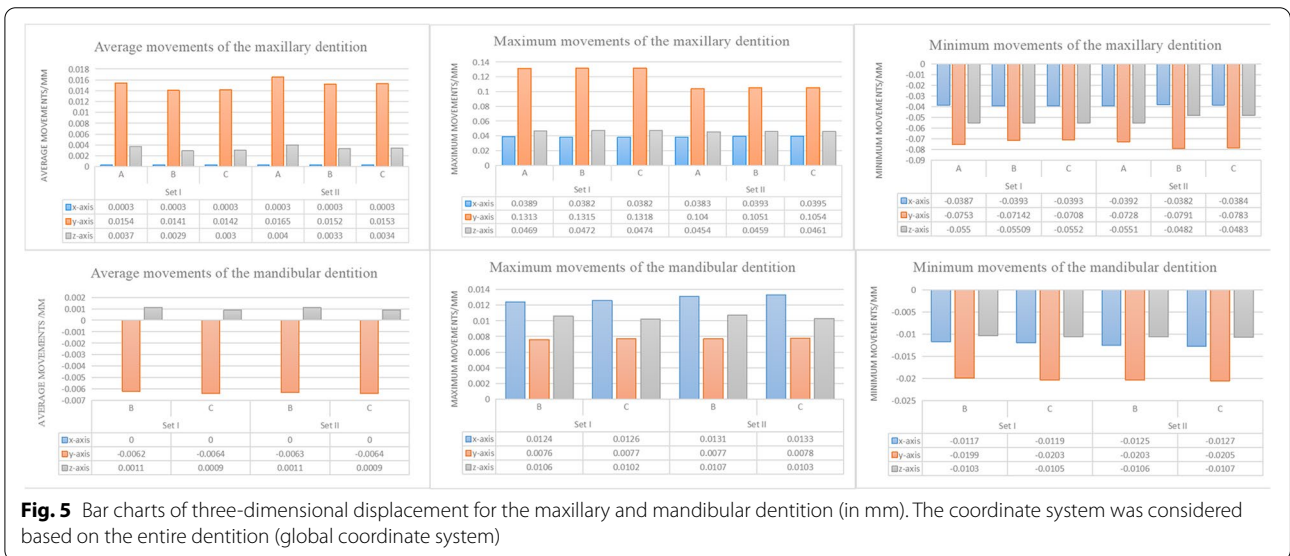 Average movements of the maxillary dentition
AVERAGE MOVEMENTS/MM
0.018
0.016
0.014
0.012
0.01
0.008
0.006
0.004
0.002
0
A B C A B C
Set I Set II
x-axis 0.0003 0.0003 0.0003 0.0003 0.0003 0.0003
y-axis 0.0154 0.0141 0.0142 0.0165 0.0152 0.0153
z-axis 0.0037 0.0029 0.003 0.004 0.0033 0.0034
Maximum movements of the maxillary dentition
MAXIMUM MOVEMENTS/MM
0.14
0.12
0.1
0.08
0.06
0.04
0.02
0
A B C A B C
Set I Set II
x-axis 0.0389 0.0382 0.0382 0.0383 0.0393 0.0395
y-axis 0.1313 0.1315 0.1318 0.104 0.1051 0.1054
z-axis 0.0469 0.0472 0.0474 0.0454 0.0459 0.0461
Minimum movements of the maxillary dentition
MINIMUM MOVEMENTS/MM
0
-0.01
-0.02
-0.03
-0.04
-0.05
-0.06
-0.07
-0.08
-0.09
A B C A B C
Set I Set II
x-axis -0.0387 -0.0393 -0.0393 -0.0392 -0.0382 -0.0384
y-axis -0.0753 -0.07142 -0.0708 -0.0728 -0.0791 -0.0783
z-axis -0.055 -0.05509 -0.0552 -0.0551 -0.0482 -0.0483
Average movements of the mandibular dentition
AVERAGE MOVEMENTS /MM
0.002
0.001
0
-0.001
-0.002
-0.003
-0.004
-0.005
-0.006
-0.007
B C B C
Set I Set II
x-axis 0 0 0 0
y-axis -0.0062 -0.0064 -0.0063 -0.0064
z-axis 0.0011 0.0009 0.0011 0.0009
Maximum movements of the mandibular dentition
MAXIMUM MOVEMENTS/MM
0.014
0.012
0.01
0.008
0.006
0.004
0.002
0
B C B C
Set I Set II
x-axis 0.0124 0.0126 0.0131 0.0133
y-axis 0.0076 0.0077 0.0077 0.0078
z-axis 0.0106 0.0102 0.0107 0.0103
Minimum movements of the mandibular dentition
MINIMUM MOVEMENTS/MM
0
-0.005
-0.01
-0.015
-0.02
-0.025
B C B C
Set I Set II
x-axis -0.0117 -0.0119 -0.0125 -0.0127
y-axis -0.0199 -0.0203 -0.0203 -0.0205
z-axis -0.0103 -0.0105 -0.0106 -0.0107
Fig. 5 Bar charts of three-dimensional displacement for the maxillary and mandibular dentition (in mm). The coordinate system was considered
based on the entire dentition (global coordinate system)